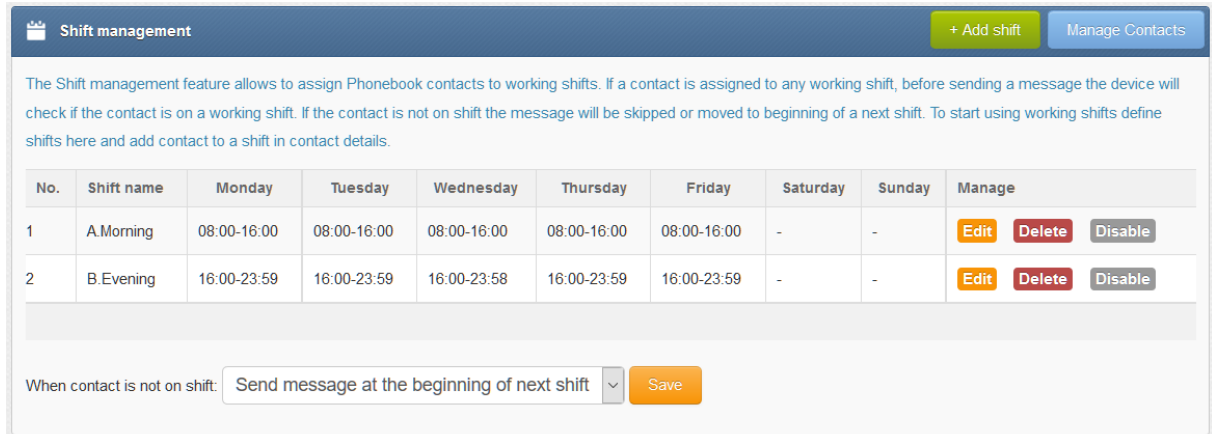 Shift management + Add shift Manage Contacts
The Shift management feature allows to assign Phonebook contacts to working shifts. If a contact is assigned to any working shift, before sending a message the device will
check if the contact is on a working shift. If the contact is not on shift the message will be skipped or moved to beginning of a next shift. To start using working shifts define
shifts here and add contact to a shift in contact details.
No. Shift name Monday Tuesday Wednesday Thursday Friday Saturday Sunday Manage
1 A.Morning 08:00-16:00 08:00-16:00 08:00-16:00 08:00-16:00 08:00-16:00 - - Edit Delete Disable
2 B.Evening 16:00-23:59 16:00-23:59 16:00-23:58 16:00-23:59 16:00-23:59 - - Edit Delete Disable
When contact is not on shift: Send message at the beginning of next shift Save